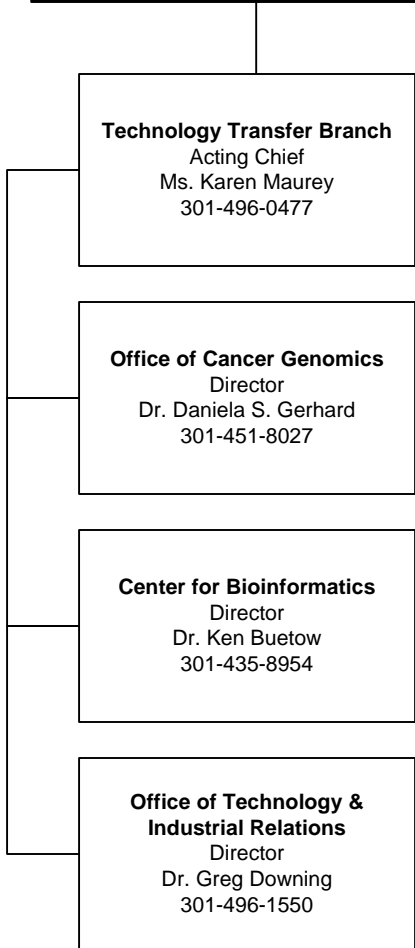 Technology Transfer Branch
Acting Chief
Ms. Karen Maurey
301-496-0477
Office of Cancer Genomics
Director
Dr. Daniela S. Gerhard
301-451-8027
Center for Bioinformatics
Director
Dr. Ken Buetow
301-435-8954
Office of Technology &
Industrial Relations
Director
Dr. Greg Downing
301-496-1550